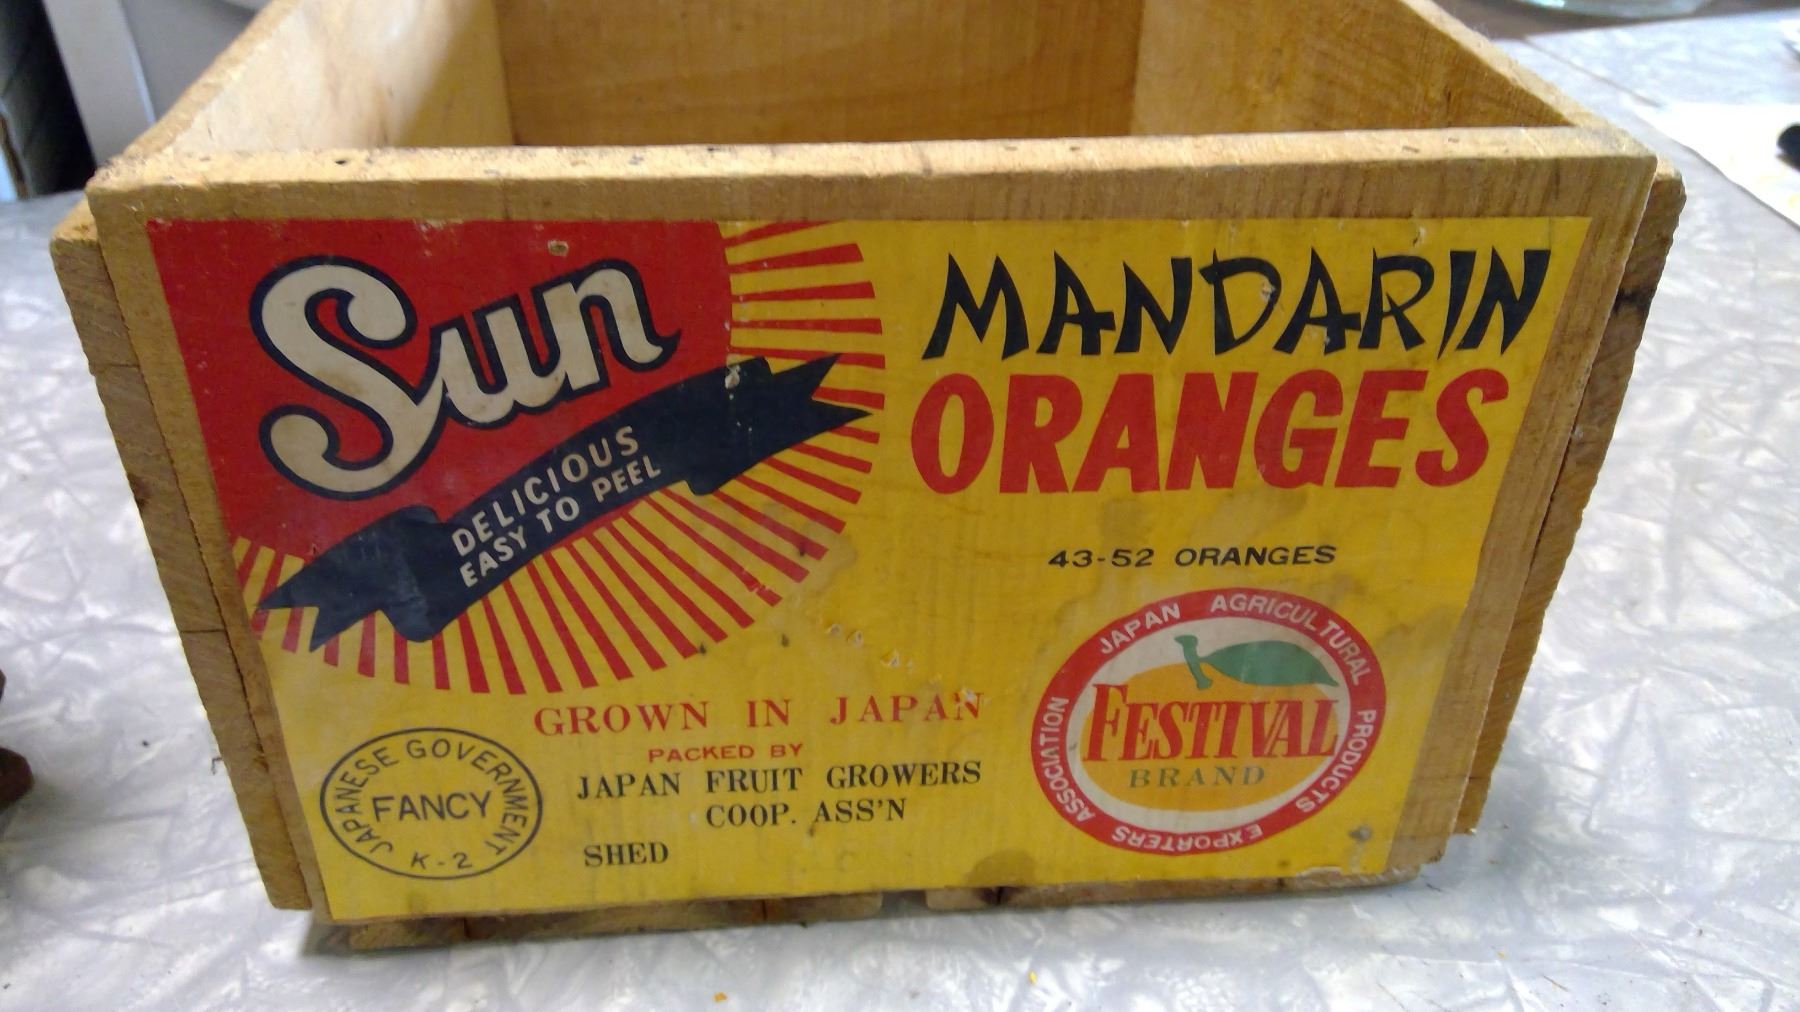 Sun
DELICIOUS
EASY TO PEEL
MANDARIN
ORANGES
43-52 ORANGES
GROWN IN JAPAN
PACKED BY
JAPAN FRUIT GROWERS
COOP. ASS'N
SHED
JAPANESE GOVERNMENT
FANCY
K-2
JAPAN AGRICULTURAL PRODUCTS EXPORTERS ASSOCIATION
FESTIVAL
BRAND